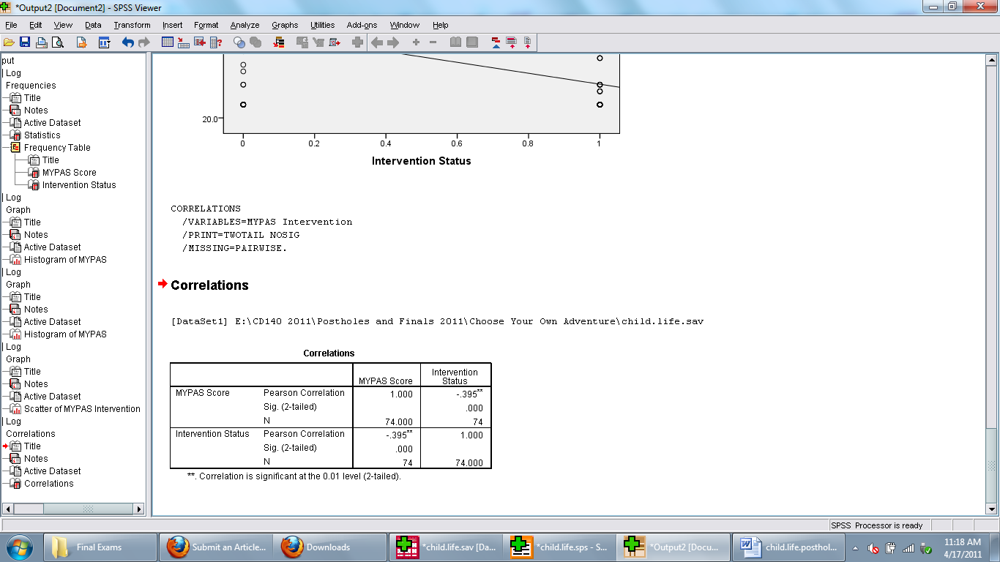 *Output2 [Document2] - SPSS Viewer
File Edit View Data Transform Insert Format Analyze Graphs Utilities Add-ons Window Help
put
Log
Frequencies
Title
Notes
Active Dataset
Statistics
Frequency Table
Title
MYPAS Score
Intervention Status
Log
Graph
Title
Notes
Active Dataset
Histogram of MYPAS
Log
Graph
Title
Notes
Active Dataset
Histogram of MYPAS
Log
Graph
Title
Notes
Active Dataset
Scatter of MYPAS Intervention
Log
Correlations
Title
Notes
Active Dataset
Correlations
20.0
0 0.2 0.4 0.6 0.8 1
Intervention Status
CORRELATIONS
/VARIABLES=MYPAS Intervention
/PRINT=TWOTAIL NOSIG
/MISSING=PAIRWISE.
Correlations
[DataSet1] E:\CD140 2011\Postholes and Finals 2011\Choose Your Own Adventure\child.life.sav
Correlations
MYPAS Score Intervention Status
MYPAS Score Pearson Correlation 1.000 -.395**
Sig. (2-tailed) .000
N 74.000 74
Intervention Status Pearson Correlation -.395** 1.000
Sig. (2-tailed) .000
N 74 74.000
**. Correlation is significant at the 0.01 level (2-tailed).
SPSS Processor is ready
Final Exams
Submit an Article...
Downloads
*child.life.sav [Da...
*child.life.sps - S...
*Output2 [Docu...
child.life.posthol...
11:18 AM
4/17/2011